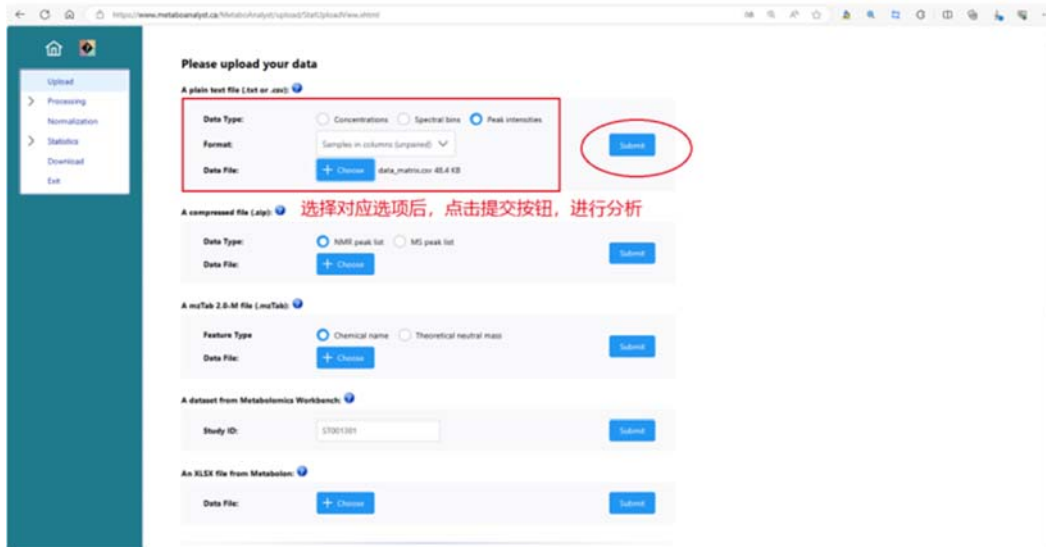 https://www.metaboanalyst.ca/MetaboAnalyst/upload/StatUploadView.xhtml
Upload
Processing
Normalization
Statistics
Download
Exit
Please upload your data
A plain text file (.txt or .csv):
Data Type: Concentrations Spectral bins Peak intensities
Format: Samples in columns (unpaired)
Data File: + Choose data_matrix.csv 48.4 KB
Submit
选择对应选项后，点击提交按钮，进行分析
A compressed file (.zip):
Data Type: NMR peak list MS peak list
Data File: + Choose
Submit
A mzTab 2.0-M file (.mzTab):
Feature Type Chemical name Theoretical neutral mass
Data File: + Choose
Submit
A dataset from Metabolomics Workbench:
Study ID: ST001301
Submit
An XLSX file from Metabolon:
Data File: + Choose
Submit